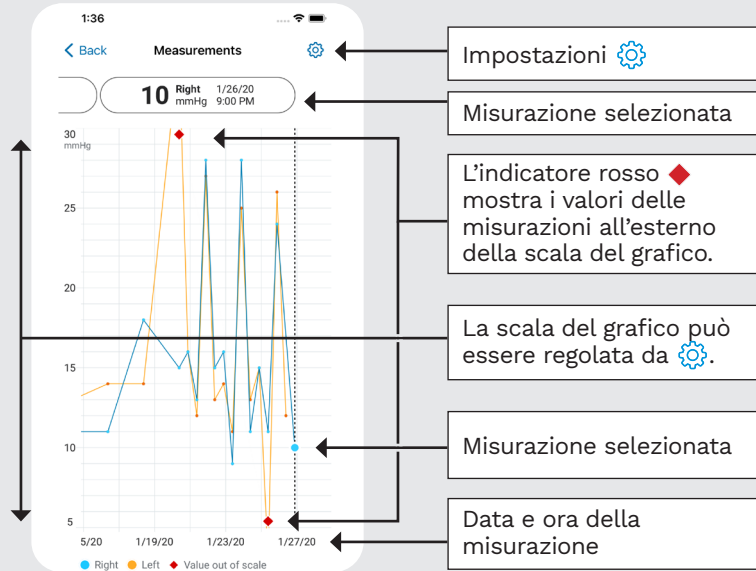 1:36
Back
Measurements
10 Right 1/26/20
mmHg 9:00 PM
30
mmHg
25
20
15
10
5
5/20 1/19/20 1/23/20 1/27/20
Right Left Value out of scale
Impostazioni
Misurazione selezionata
L'indicatore rosso
mostra i valori delle
misurazioni all'esterno
della scala del grafico.
La scala del grafico può
essere regolata da .
Misurazione selezionata
Data e ora della
misurazione